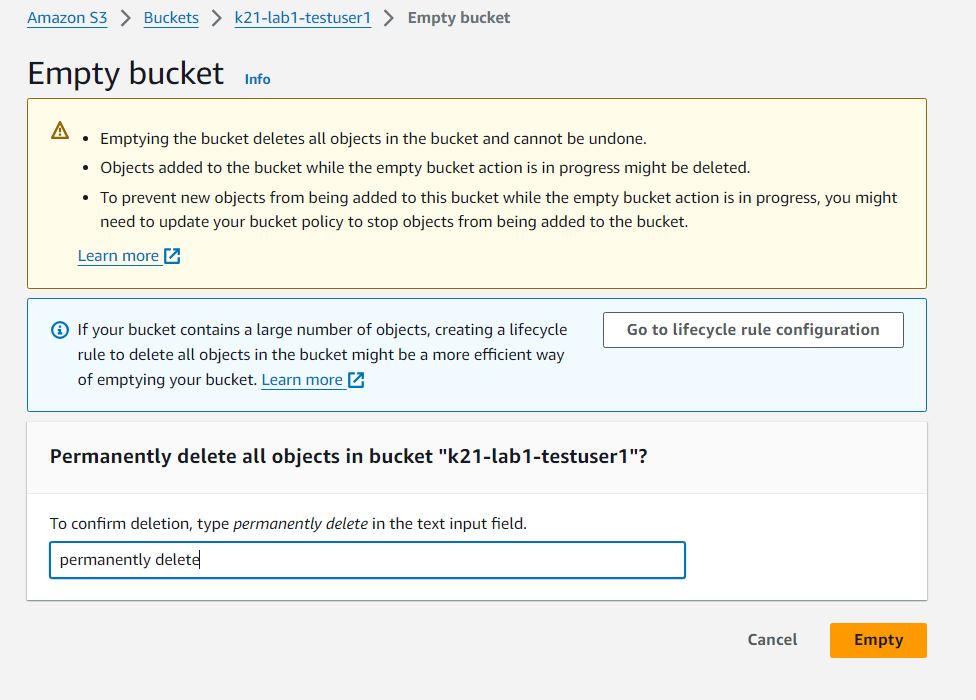 Amazon S3 > Buckets > k21-lab1-testuser1 > Empty bucket
Empty bucket Info
• Emptying the bucket deletes all objects in the bucket and cannot be undone.
• Objects added to the bucket while the empty bucket action is in progress might be deleted.
• To prevent new objects from being added to this bucket while the empty bucket action is in progress, you might
need to update your bucket policy to stop objects from being added to the bucket.
Learn more
If your bucket contains a large number of objects, creating a lifecycle
rule to delete all objects in the bucket might be a more efficient way
of emptying your bucket. Learn more
Go to lifecycle rule configuration
Permanently delete all objects in bucket "k21-lab1-testuser1"?
To confirm deletion, type permanently delete in the text input field.
permanently delete
Cancel
Empty